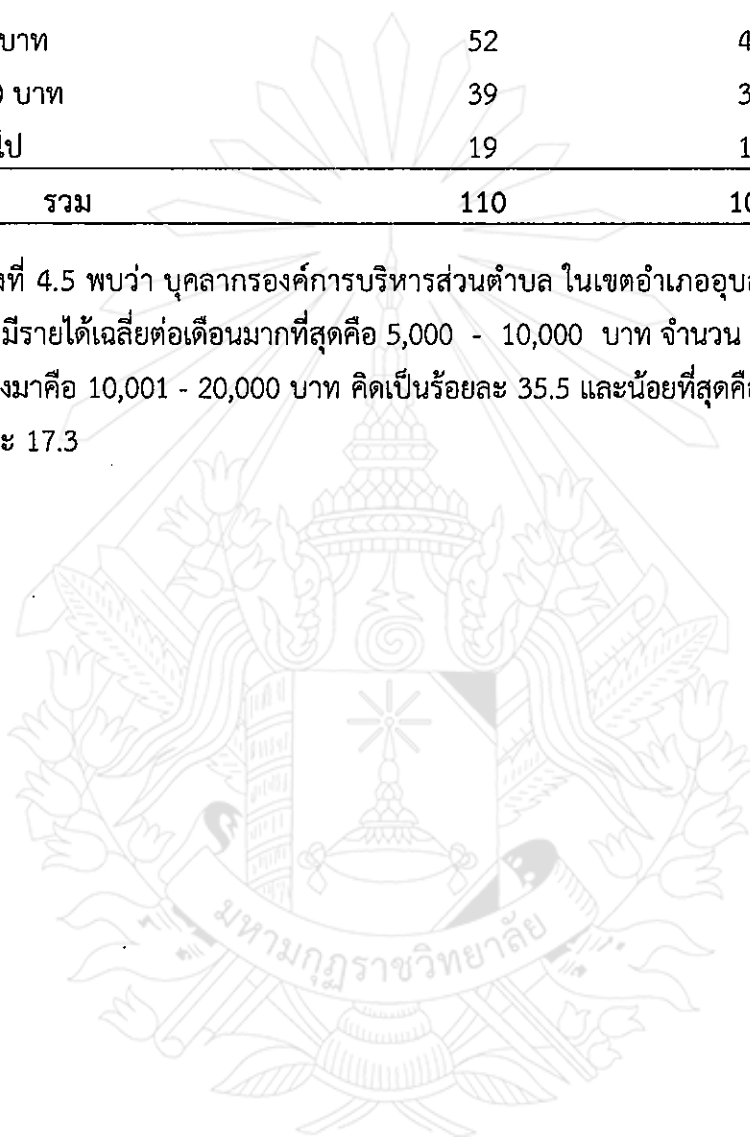 บาท 52 4
0 บาท 39 3
ไป 19 1
รวม 110 10
งที่ 4.5 พบว่า บุคลากรองค์การบริหารส่วนตำบล ในเขตอำเภออุบล
มีรายได้เฉลี่ยต่อเดือนมากที่สุดคือ 5,000 - 10,000 บาท จำนวน
งมาคือ 10,001 - 20,000 บาท คิดเป็นร้อยละ 35.5 และน้อยที่สุดคือ
ะ 17.3
มหามกุฏราชวิทยาลัย